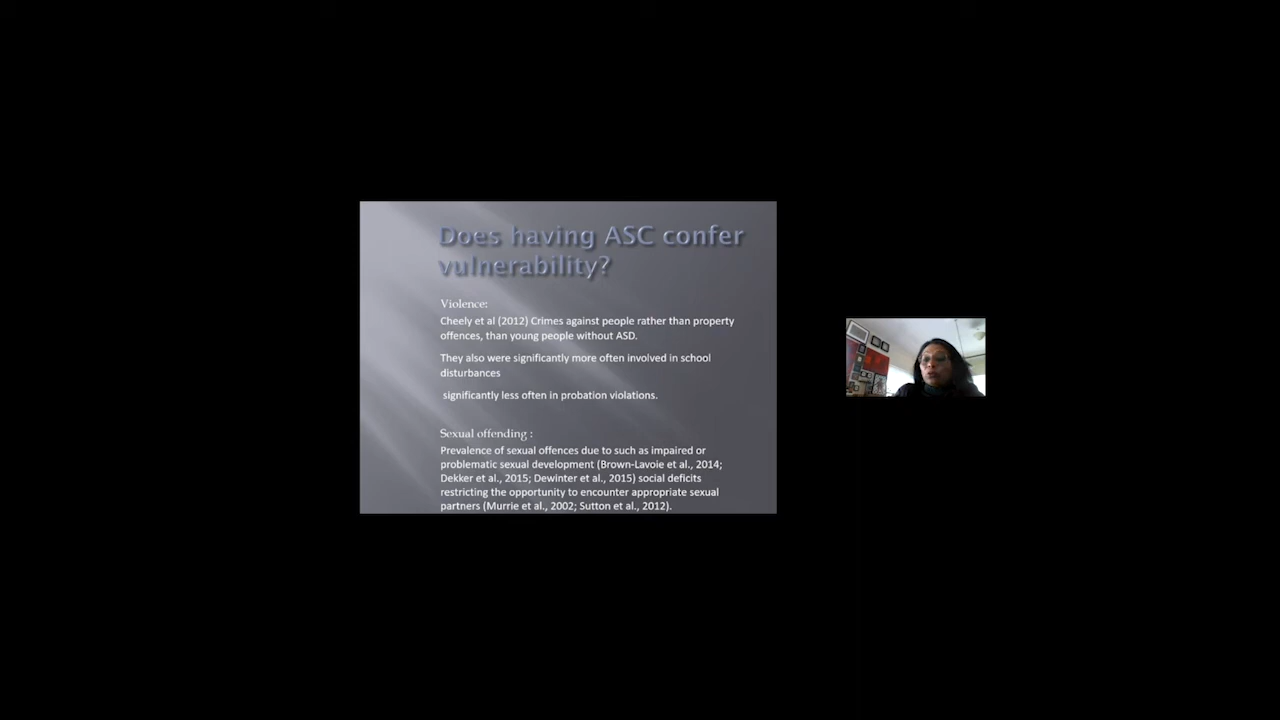 Does having ASC confer
vulnerability?
Violence:
Cheely et al (2012) Crimes against people rather than property
offences, than young people without ASD.
They also were significantly more often involved in school
disturbances
significantly less often in probation violations.
Sexual offending :
Prevalence of sexual offences due to such as impaired or
problematic sexual development (Brown-Lavoie et al., 2014;
Dekker et al., 2015; Dewinter et al., 2015) social deficits
restricting the opportunity to encounter appropriate sexual
partners (Murrie et al., 2002; Sutton et al., 2012).